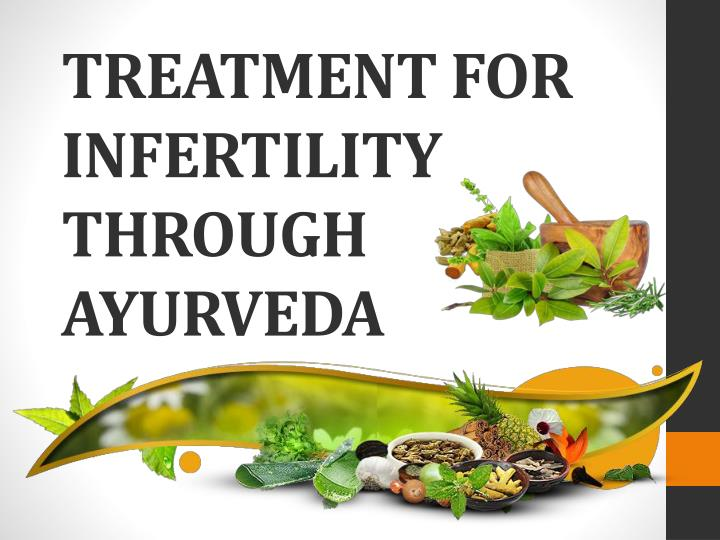 TREATMENT FOR
INFERTILITY
THROUGH
AYURVEDA